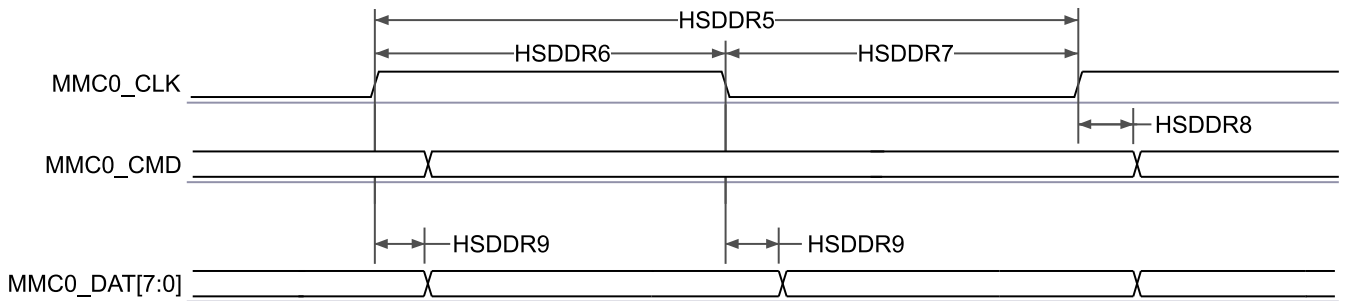 HSDDR5
HSDDR6 HSDDR7
MMC0_CLK
HSDDR8
MMC0_CMD
HSDDR9 HSDDR9
MMC0_DAT[7:0]